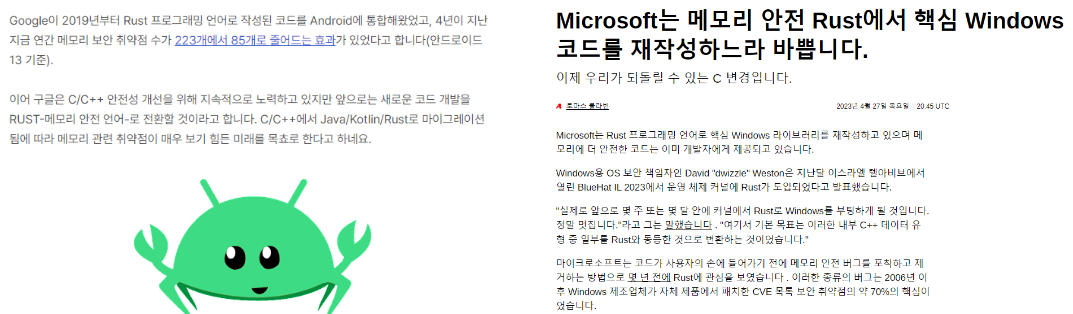 Google이 2019년부터 Rust 프로그래밍 언어로 작성된 코드를 Android에 통합해왔었고, 4년이 지난
지금 연간 메모리 보안 취약점 수가 223개에서 85개로 줄어드는 효과가 있었다고 합니다(안드로이드
13 기준).
이어 구글은 C/C++ 안전성 개선을 위해 지속적으로 노력하고 있지만 앞으로는 새로운 코드 개발을
RUST-메모리 안전 언어-로 전환할 것이라고 합니다. C/C++에서 Java/Kotlin/Rust로 마이그레이션
됨에 따라 메모리 관련 취약점이 매우 보기 힘든 미래를 목표로 한다고 하네요.
Microsoft는 메모리 안전 Rust에서 핵심 Windows
코드를 재작성하느라 바쁩니다.
이제 우리가 되돌릴 수 있는 C 변경입니다.
토마스 클라번
2023년 4월 27일 목요일 20:45 UTC
Microsoft는 Rust 프로그래밍 언어로 핵심 Windows 라이브러리를 재작성하고 있으며 메
모리에 더 안전한 코드는 이미 개발자에게 제공되고 있습니다.
Windows용 OS 보안 책임자인 David "dwizzle" Weston은 지난달 이스라엘 텔아비브에서
열린 BlueHat IL 2023에서 운영 체제 커널에 Rust가 도입되었다고 발표했습니다.
"실제로 앞으로 몇 주 또는 몇 달 안에 커널에서 Rust로 Windows를 부팅하게 될 것입니다.
정말 멋집니다."라고 그는 말했습니다 . "여기서 기본 목표는 이러한 내부 C++ 데이터 유
형 중 일부를 Rust와 동등한 것으로 변환하는 것이었습니다."
마이크로소프트는 코드가 사용자의 손에 들어가기 전에 메모리 안전 버그를 포착하고 제
거하는 방법으로 몇 년 전에 Rust에 관심을 보였습니다 . 이러한 종류의 버그는 2006년 이
후 Windows 제조업체가 자체 제품에서 패치한 CVE 목록 보안 취약점의 약 70%의 핵심이
었습니다.